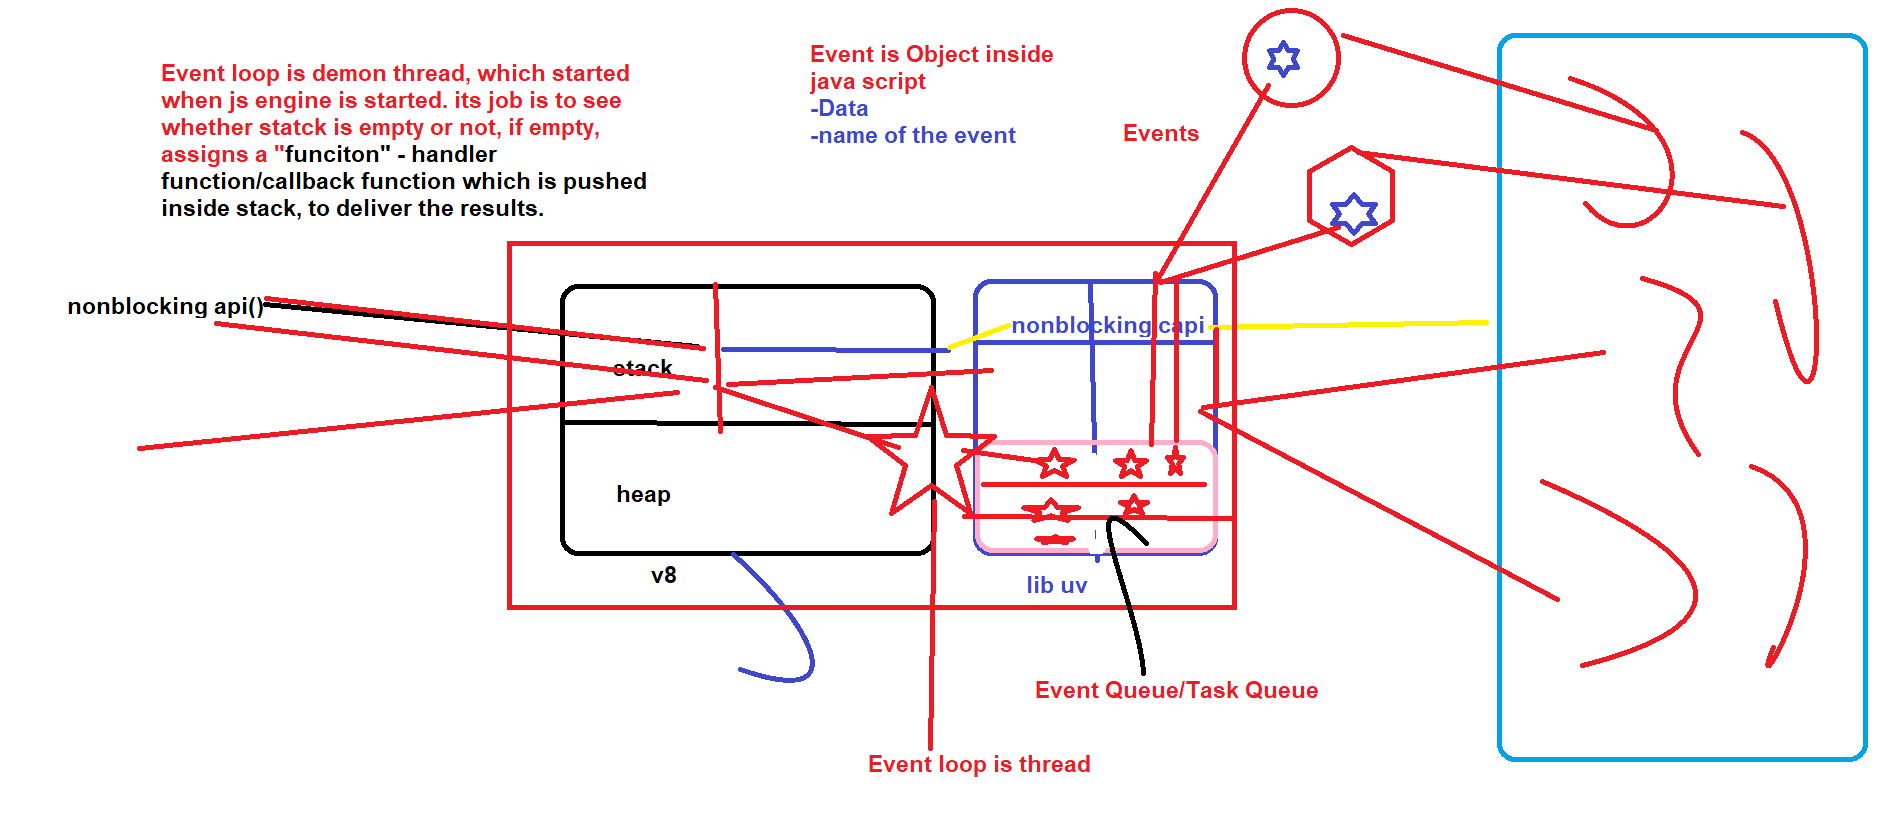 Event loop is demon thread, which started
when js engine is started. its job is to see
whether statck is empty or not, if empty,
assigns a "funciton" - handler
function/callback function which is pushed
inside stack, to deliver the results.
Event is Object inside
java script
-Data
-name of the event
Events
nonblocking api()
nonblocking capi
stack
heap
v8
lib uv
Event Queue/Task Queue
Event loop is thread